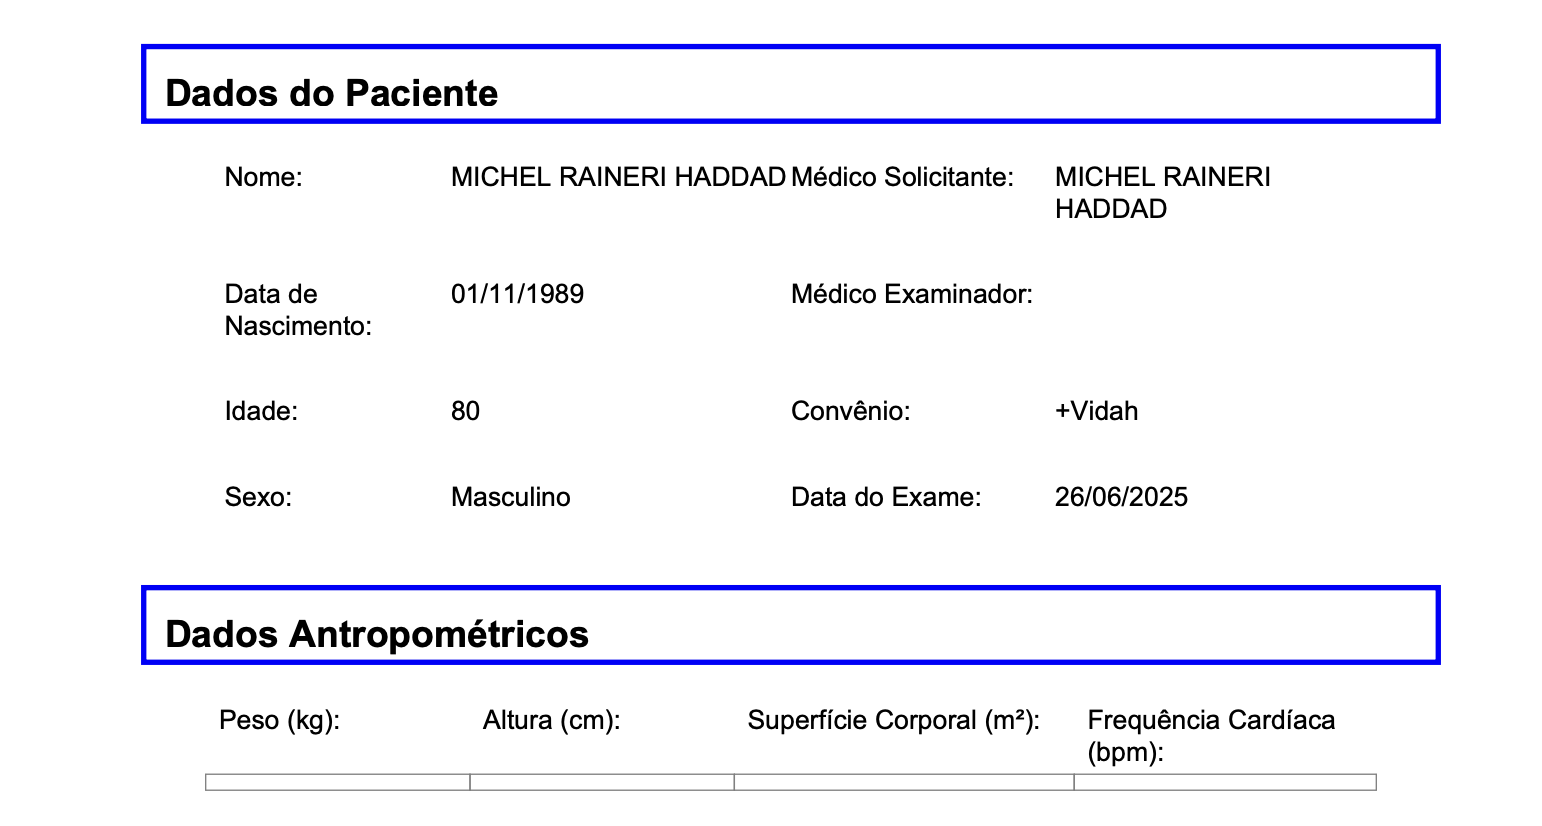 Dados do Paciente
Nome: MICHEL RAINERI HADDAD Médico Solicitante: MICHEL RAINERI
HADDAD
Data de 01/11/1989 Médico Examinador:
Nascimento:
Idade: 80 Convênio: +Vidah
Sexo: Masculino Data do Exame: 26/06/2025
Dados Antropométricos
Peso (kg): Altura (cm): Superfície Corporal (m²): Frequência Cardíaca
(bpm):